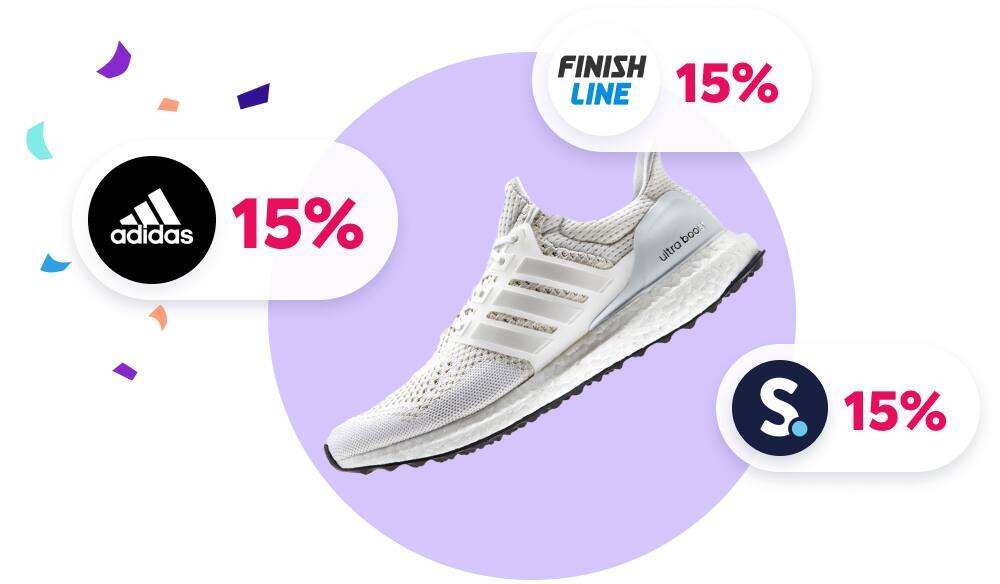 FINISH
LINE
15%
adidas
15%
ultra boost
S.
15%